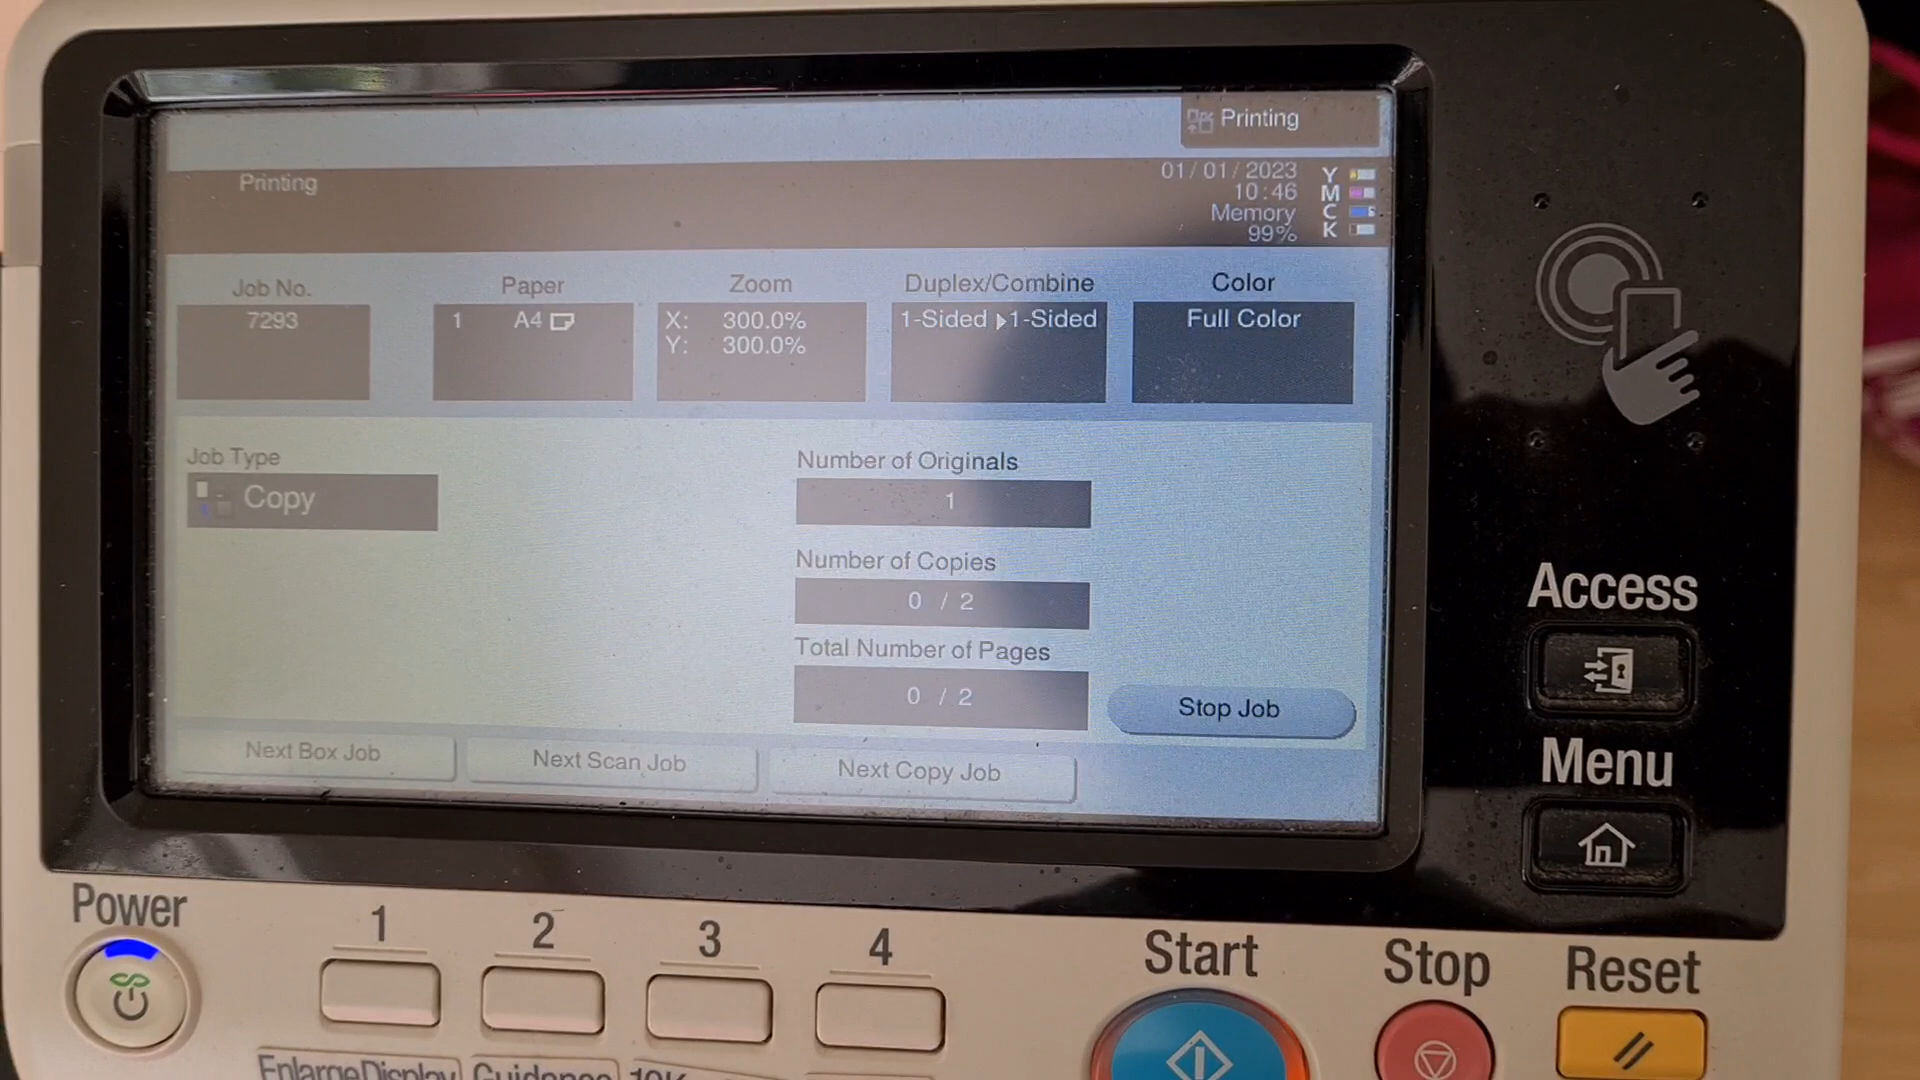 Printing
Printing
01/01/2023
10:46
Memory
99%
Y
M
C
K
Job No.
7293
Paper
1 A4
Zoom
X: 300.0%
Y: 300.0%
Duplex/Combine
1-Sided ▸1-Sided
Color
Full Color
Job Type
Copy
Number of Originals
1
Number of Copies
0 / 2
Total Number of Pages
0 / 2
Stop Job
Next Box Job
Next Scan Job
Next Copy Job
Access
Menu
Power
1
2
3
4
Start
Stop
Reset
EnlargeDisplay
Guidance